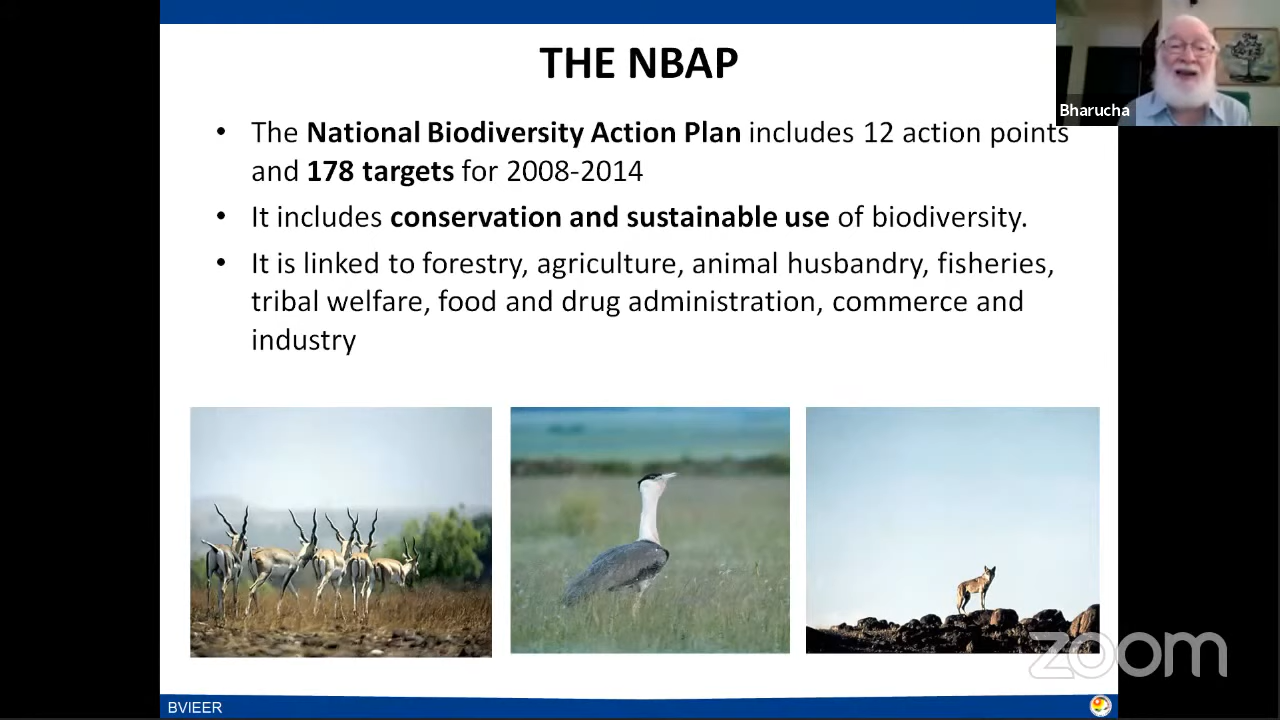 THE NBAP
Bharucha
• The National Biodiversity Action Plan includes 12 action points
and 178 targets for 2008-2014
• It includes conservation and sustainable use of biodiversity.
• It is linked to forestry, agriculture, animal husbandry, fisheries,
tribal welfare, food and drug administration, commerce and
industry
zoom
BVIEER